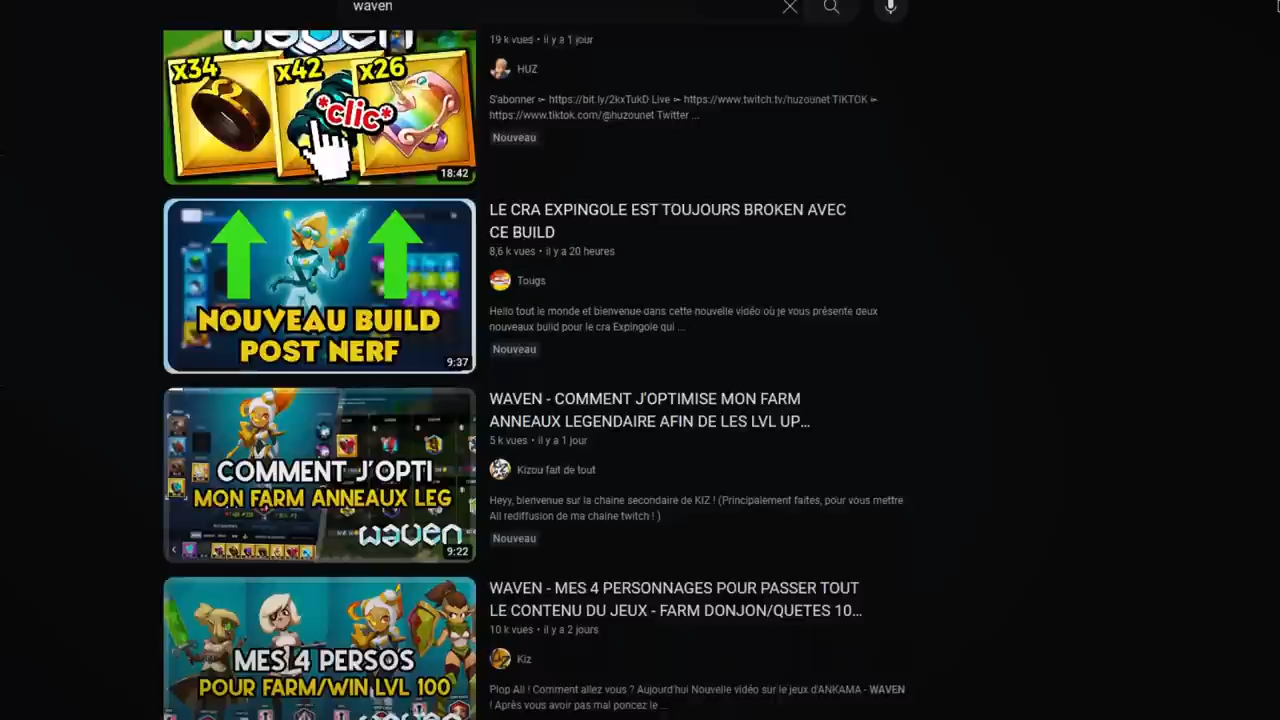 waven
waven
x34
x42
x26
*clic*
18:42
19 k vues • il y a 1 jour
HUZ
S'abonner ➳ https://bit.ly/2kxTukD Live ➳ https://www.twitch.tv/huzounet TIKTOK ➳
https://www.tiktok.com/@huzounet Twitter ...
Nouveau
NOUVEAU BUILD
POST NERF
9:37
LE CRA EXPINGOLE EST TOUJOURS BROKEN AVEC
CE BUILD
8,6 k vues • il y a 20 heures
Tougs
Hello tout le monde et bienvenue dans cette nouvelle vidéo où je vous présente deux
nouveaux build pour le cra Expingole qui ...
Nouveau
COMMENT J'OPTI
MON FARM ANNEAUX LEG
waven
9:22
WAVEN - COMMENT J'OPTIMISE MON FARM
ANNEAUX LEGENDAIRE AFIN DE LES LVL UP...
5 k vues • il y a 1 jour
Kizou fait de tout
Heyy, bienvenue sur la chaine secondaire de KIZ ! (Principalement faites, pour vous mettre
All rediffusion de ma chaine twitch ! )
Nouveau
MES 4 PERSOS
POUR FARM/WIN LVL 100
WAVEN - MES 4 PERSONNAGES POUR PASSER TOUT
LE CONTENU DU JEUX - FARM DONJON/QUETES 10...
10 k vues • il y a 2 jours
Kiz
Plop All ! Comment allez vous ? Aujourd'hui Nouvelle vidéo sur le jeux d'ANKAMA - WAVEN
! Après vous avoir pas mal poncez le ...